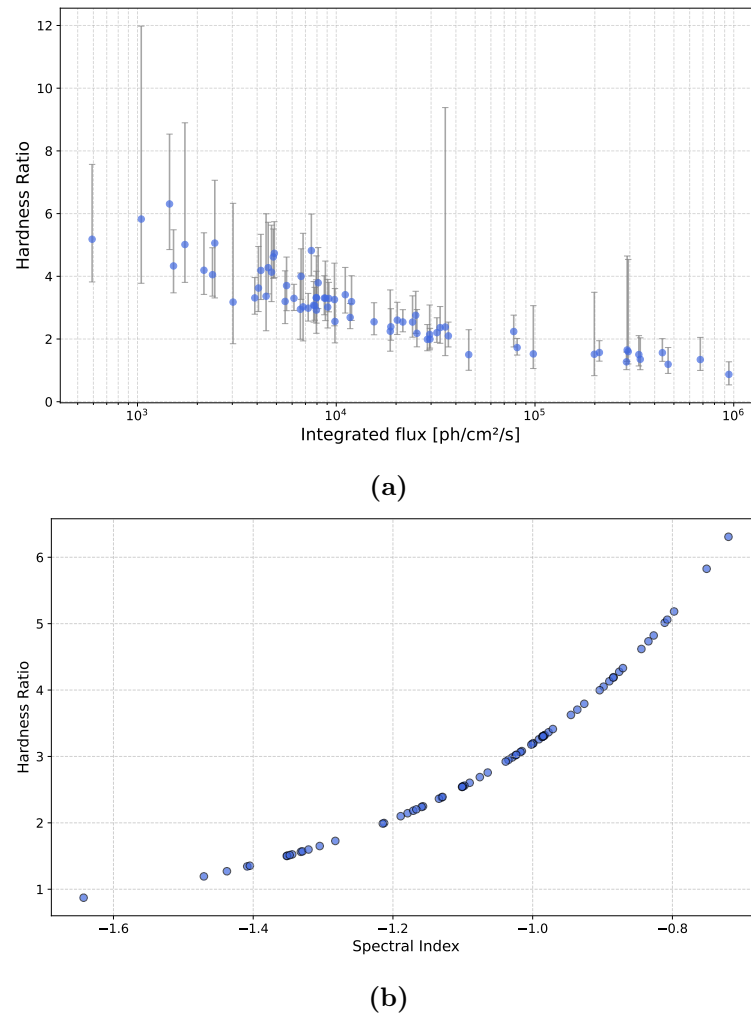 12
10
8
6
4
2
0
Hardness Ratio
10³ 10⁴ 10⁵ 10⁶
Integrated flux [ph/cm²/s]
(a)
6
5
4
3
2
1
Hardness Ratio
−1.6 −1.4 −1.2 −1.0 −0.8
Spectral Index
(b)